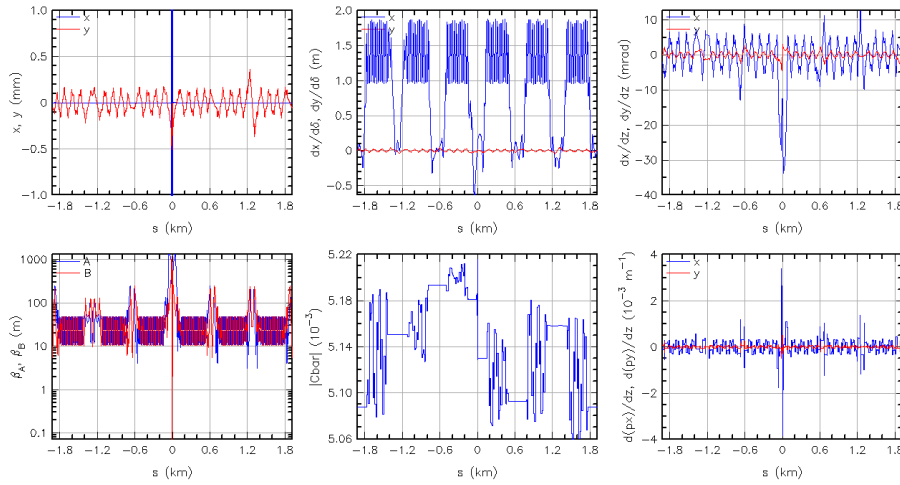 x
y
1.0
0.5
0
−0.5
−1.0
x, y (mm)
−1.8 −1.2 −0.6 0 0.6 1.2 1.8
s (km)
x
y
2.0
1.5
1.0
0.5
0
−0.5
dx/dδ, dy/dδ (m)
−1.8 −1.2 −0.6 0 0.6 1.2 1.8
s (km)
x
y
10
0
−10
−20
−30
−40
dx/dz, dy/dz (mrad)
−1.8 −1.2 −0.6 0 0.6 1.2 1.8
s (km)
A
B
1000
100
10
1
0.1
β_A, β_B (m)
−1.8 −1.2 −0.6 0 0.6 1.2 1.8
s (km)
5.22
5.18
5.14
5.10
5.06
|Cbar| (10⁻³)
−1.8 −1.2 −0.6 0 0.6 1.2 1.8
s (km)
x
y
4
2
0
−2
−4
d(px)/dz, d(py)/dz (10⁻³ m⁻¹)
−1.8 −1.2 −0.6 0 0.6 1.2 1.8
s (km)